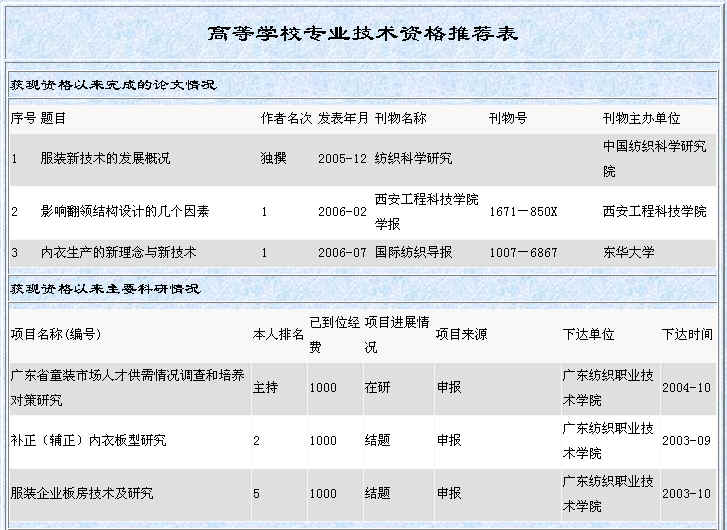 高等学校专业技术资格推荐表
获现资格以来完成的论文情况
序号 题目 作者名次 发表年月 刊物名称 刊物号 刊物主办单位
1 服装新技术的发展概况 独撰 2005-12 纺织科学研究 中国纺织科学研究
院
2 影响翻领结构设计的几个因素 1 2006-02 西安工程科技学院 1671－850X 西安工程科技学院
学报
3 内衣生产的新理念与新技术 1 2006-07 国际纺织导报 1007－6867 东华大学
获现资格以来主要科研情况
项目名称(编号) 本人排名 已到位经 项目进展情 项目来源 下达单位 下达时间
费 况
广东省童装市场人才供需情况调查和培养 主持 1000 在研 申报 广东纺织职业技 2004-10
对策研究 术学院
补正（辅正）内衣板型研究 2 1000 结题 申报 广东纺织职业技 2003-09
术学院
服装企业板房技术及研究 5 1000 结题 申报 广东纺织职业技 2003-10
术学院